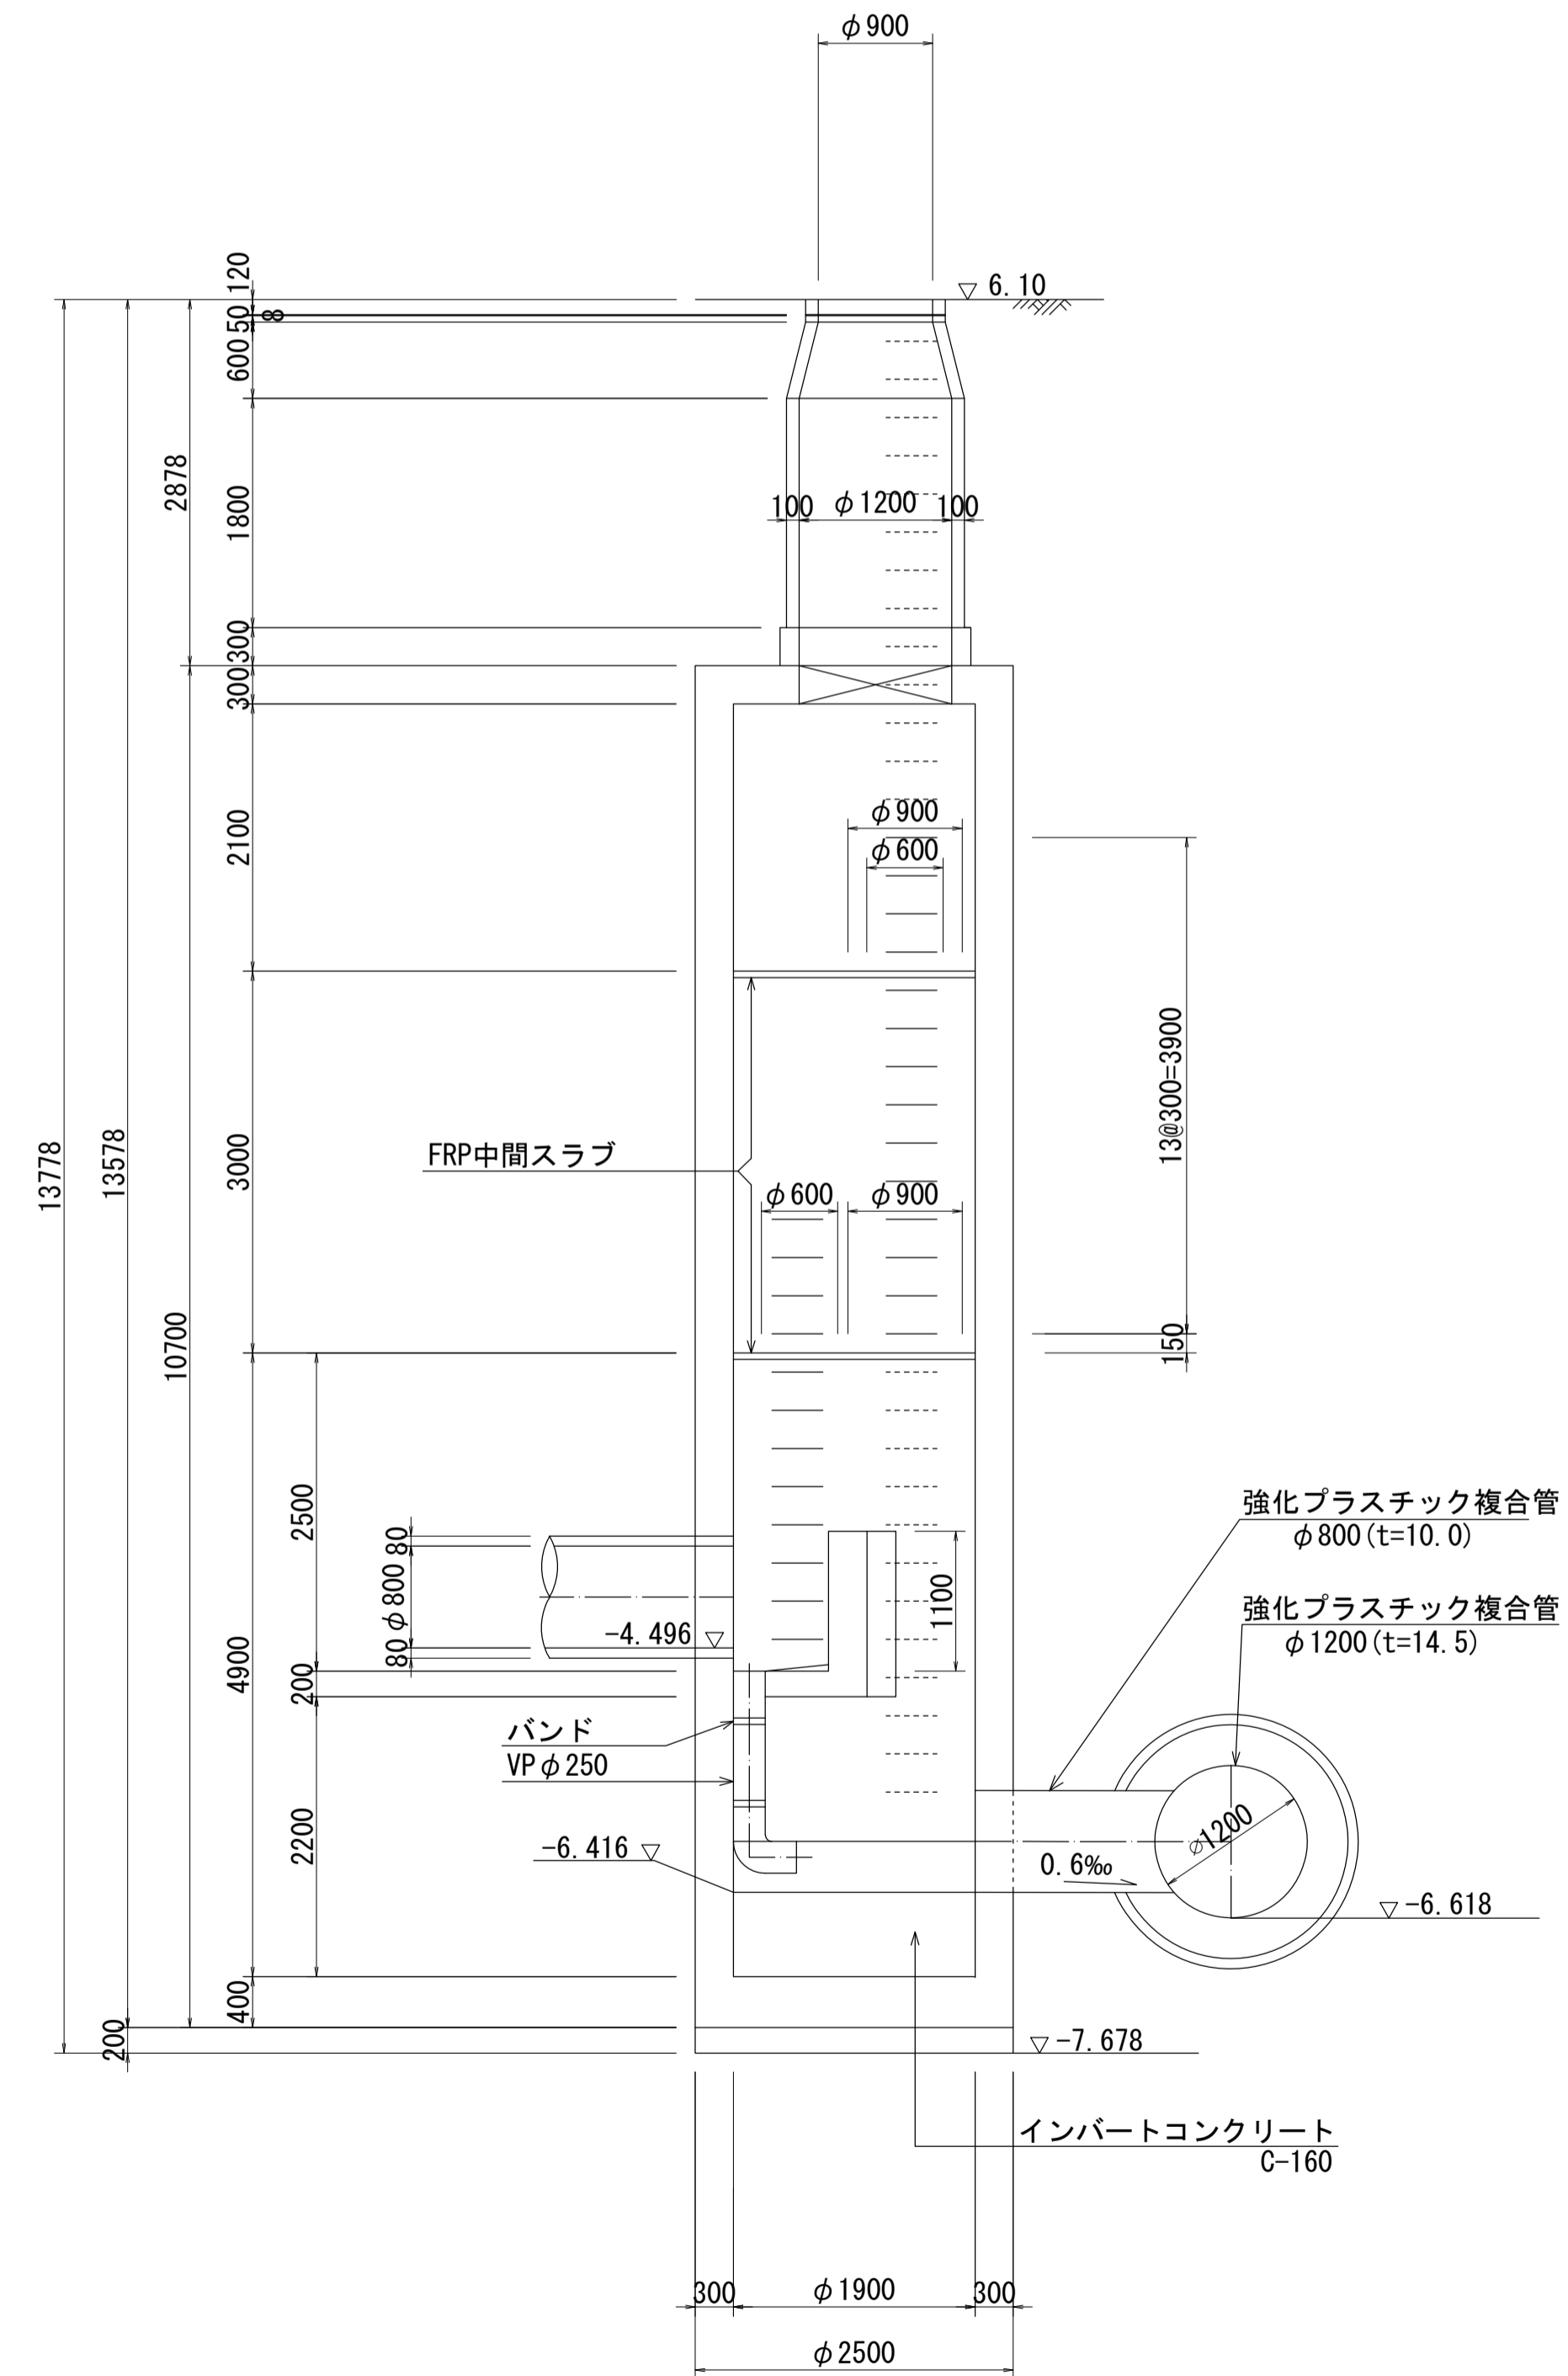 φ900
120
6.10
50
8
600
2878
1800
100
φ1200
100
300
300
2100
φ900
φ600
13@300=3900
13778
13578
3000
FRP中間スラブ
φ600
φ900
10700
150
強化プラスチック複合管
φ800(t=10.0)
2500
80
φ800
80
1100
強化プラスチック複合管
φ1200(t=14.5)
-4.496
4900
200
バンド
VPφ250
2200
-6.416
⌀1200
0.6‰
-6.618
400
200
-7.678
インバートコンクリート
C-160
300
φ1900
300
φ2500